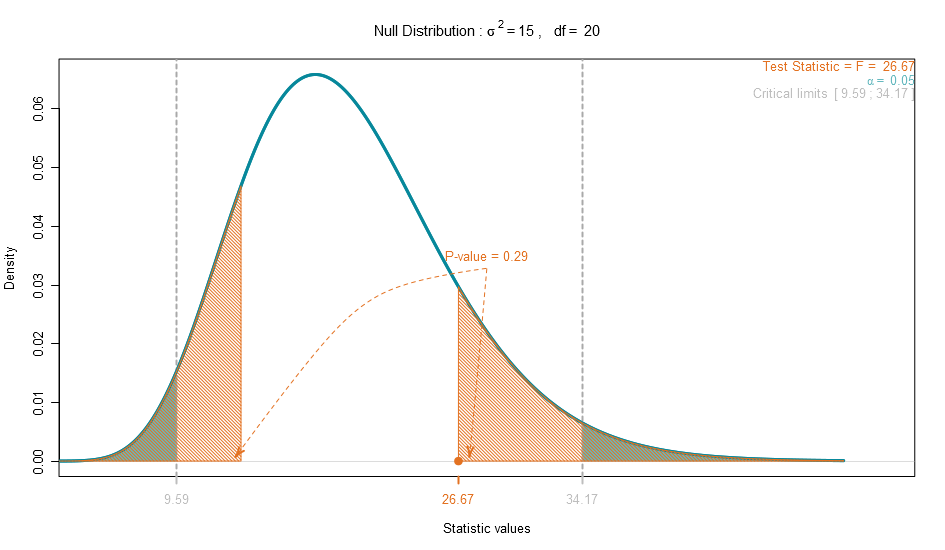 Null Distribution : σ² = 15 ,   df = 20
Test Statistic = F = 26.67
α = 0.05
Critical limits [ 9.59 ; 34.17 ]
P-value = 0.29
Density
0.06
0.05
0.04
0.03
0.02
0.01
0.00
9.59
26.67
34.17
Statistic values